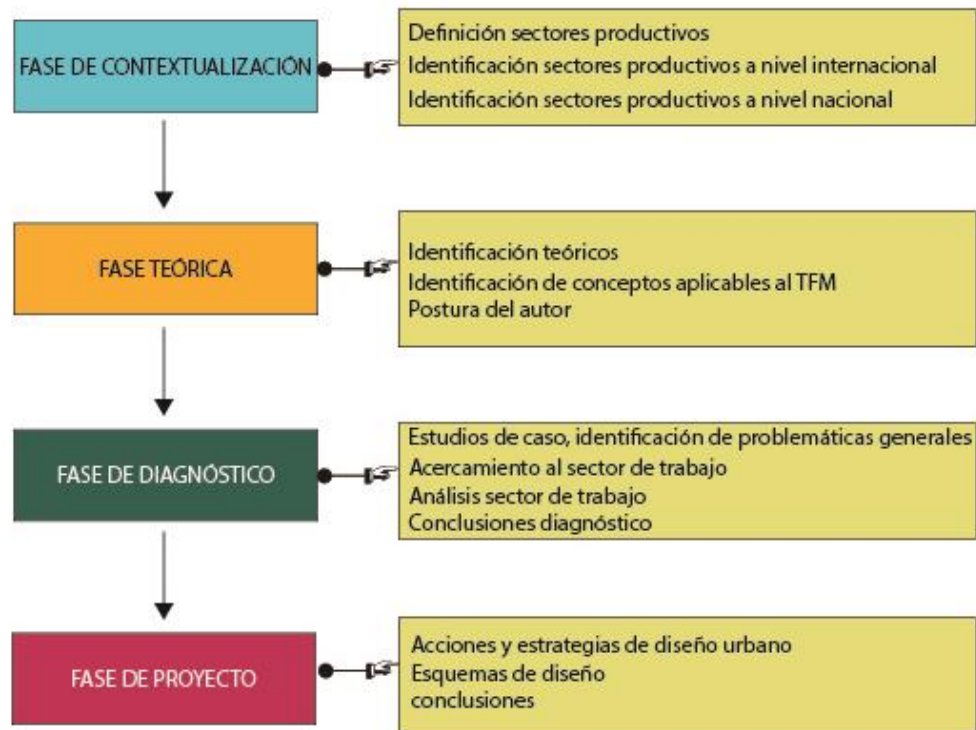 FASE DE CONTEXTUALIZACIÓN
Definición sectores productivos
Identificación sectores productivos a nivel internacional
Identificación sectores productivos a nivel nacional
FASE TEÓRICA
Identificación teóricos
Identificación de conceptos aplicables al TFM
Postura del autor
FASE DE DIAGNÓSTICO
Estudios de caso, identificación de problemáticas generales
Acercamiento al sector de trabajo
Análisis sector de trabajo
Conclusiones diagnóstico
FASE DE PROYECTO
Acciones y estrategias de diseño urbano
Esquemas de diseño
conclusiones